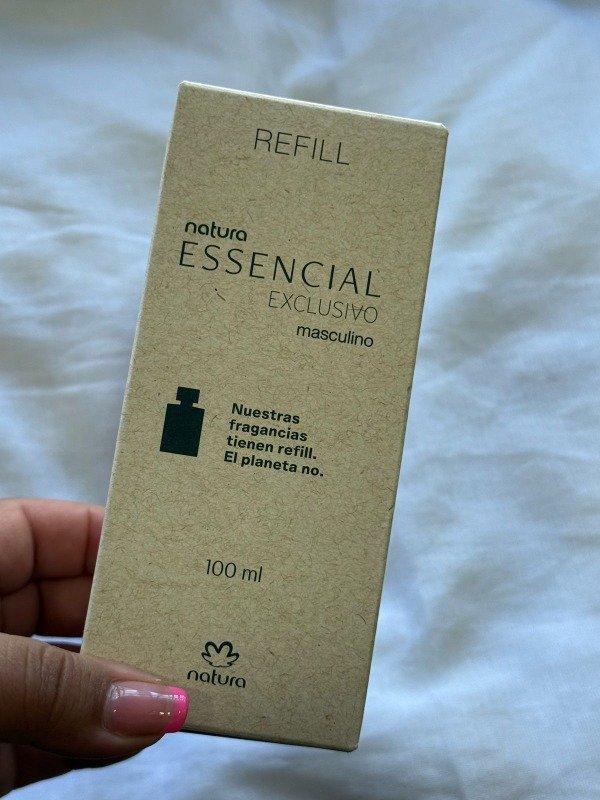 REFILL
natura
ESSENCIAL
EXCLUSIVO
masculino
Nuestras
fragancias
tienen refill.
El planeta no.
100 ml
natura